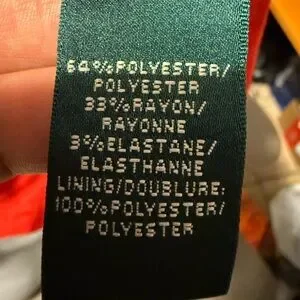 64%POLYESTER/
POLYESTER
33%RAYON/
RAYONNE
3%ELASTANE/
ELASTHANNE
LINING/DOUBLURE:
100%POLYESTER/
POLYESTER